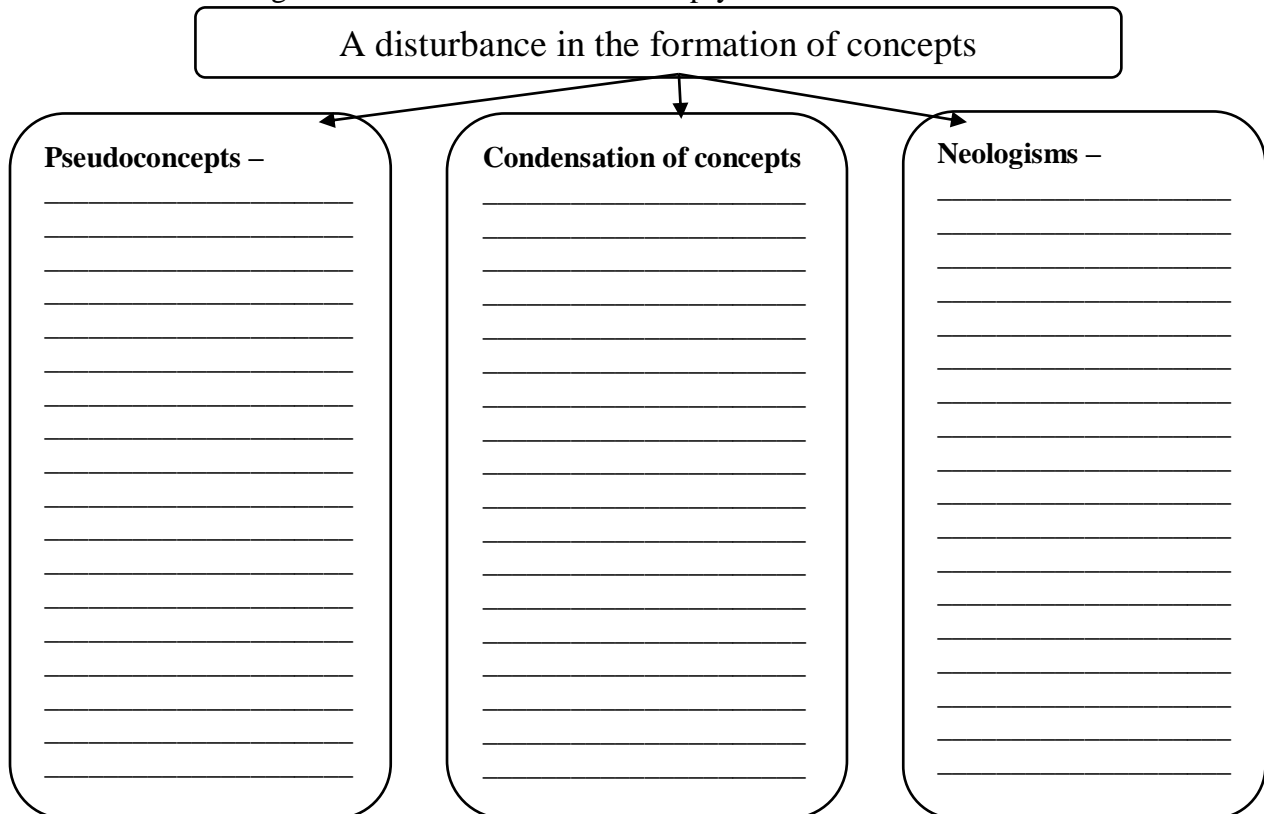 A disturbance in the formation of concepts
Pseudoconcepts –
Condensation of concepts
Neologisms –